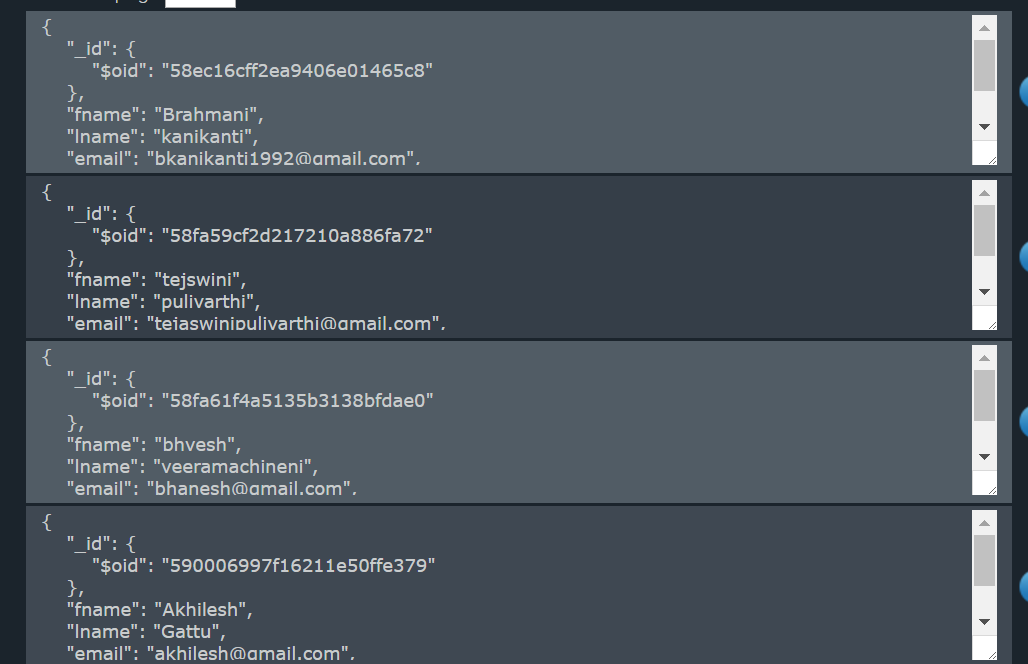 {
"_id": {
"$oid": "58ec16cff2ea9406e01465c8"
},
"fname": "Brahmani",
"lname": "kanikanti",
"email": "bkanikanti1992@gmail.com",
{
"_id": {
"$oid": "58fa59cf2d217210a886fa72"
},
"fname": "tejswini",
"lname": "pulivarthi",
"email": "tejaswinipulivarthi@gmail.com",
{
"_id": {
"$oid": "58fa61f4a5135b3138bfdae0"
},
"fname": "bhvesh",
"lname": "veeramachineni",
"email": "bhanesh@gmail.com",
{
"_id": {
"$oid": "590006997f16211e50ffe379"
},
"fname": "Akhilesh",
"lname": "Gattu",
"email": "akhilesh@gmail.com",